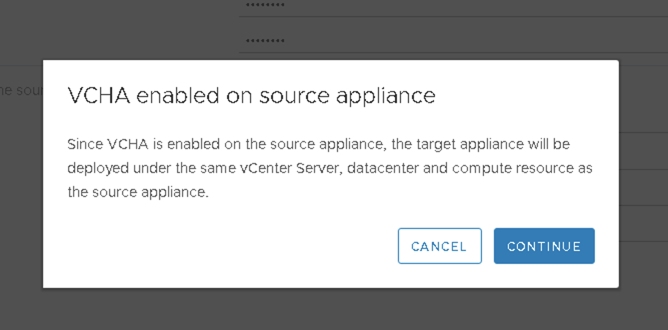 he sour
VCHA enabled on source appliance
Since VCHA is enabled on the source appliance, the target appliance will be
deployed under the same vCenter Server, datacenter and compute resource as
the source appliance.
CANCEL
CONTINUE